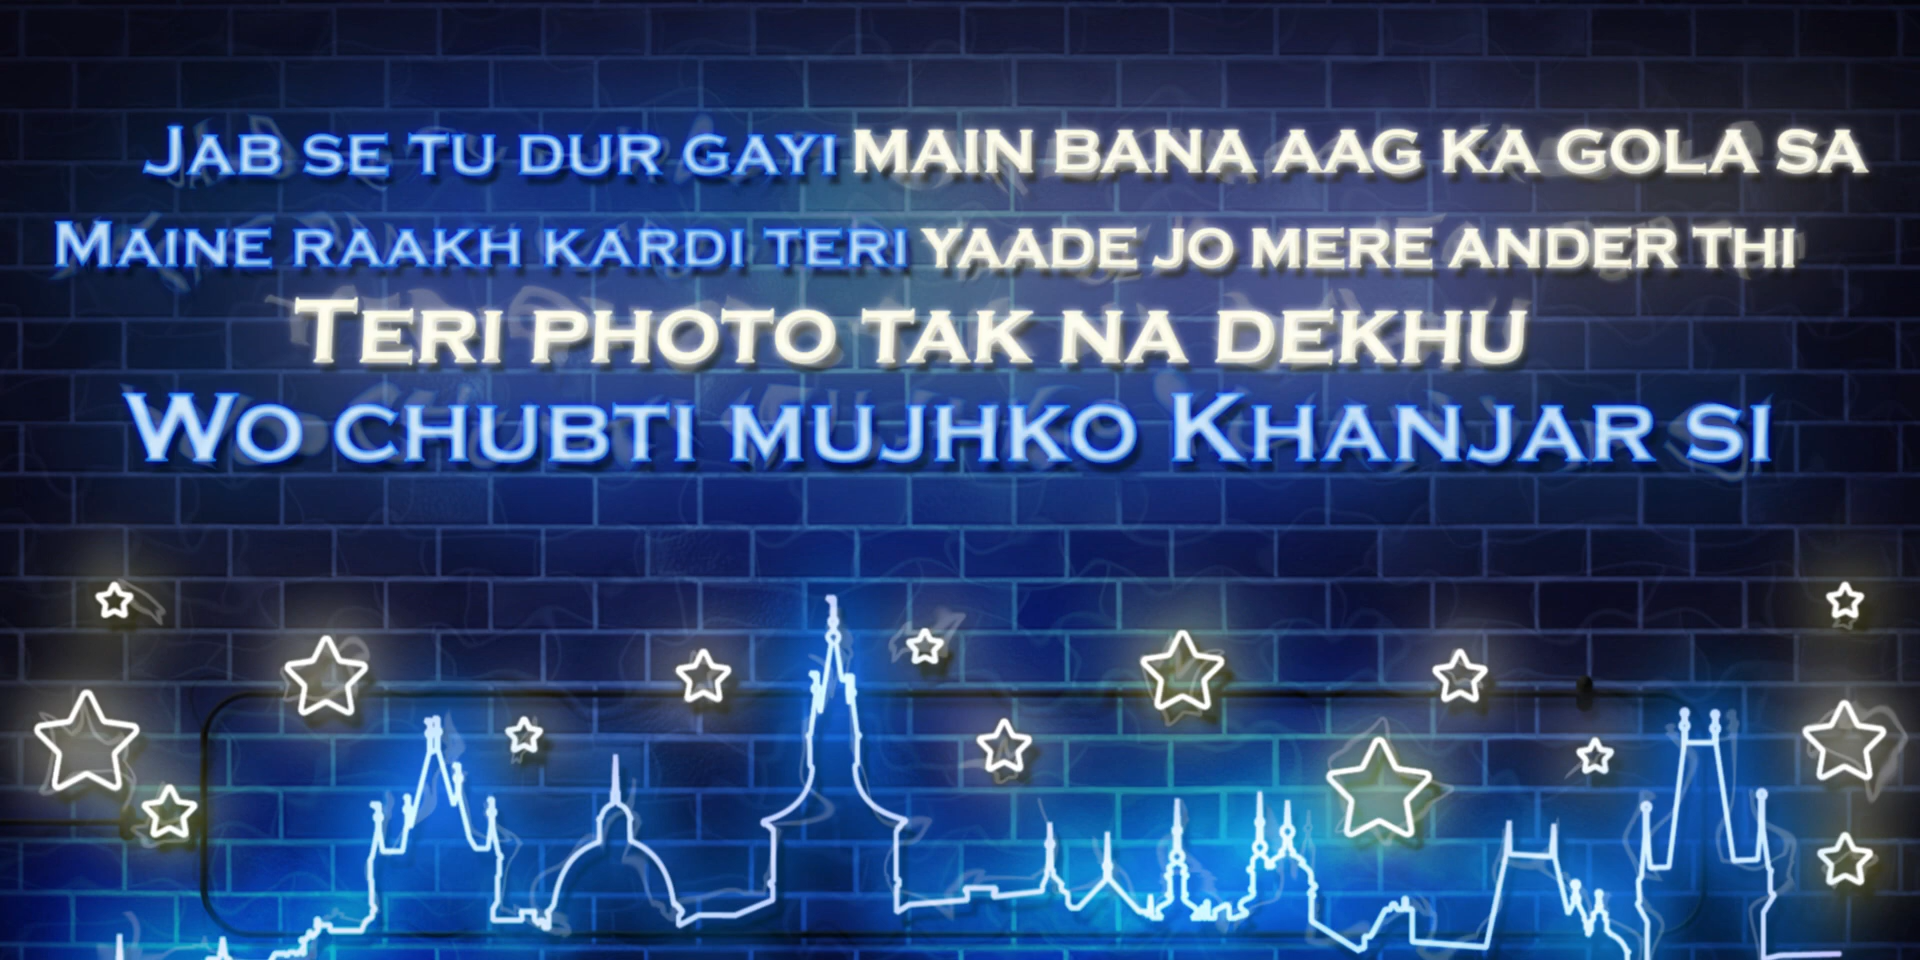 Jab se tu dur gayi main bana aag ka gola sa
Maine raakh kardi teri yaade jo mere ander thi
Teri photo tak na dekhu
Wo chubti mujhko Khanjar si